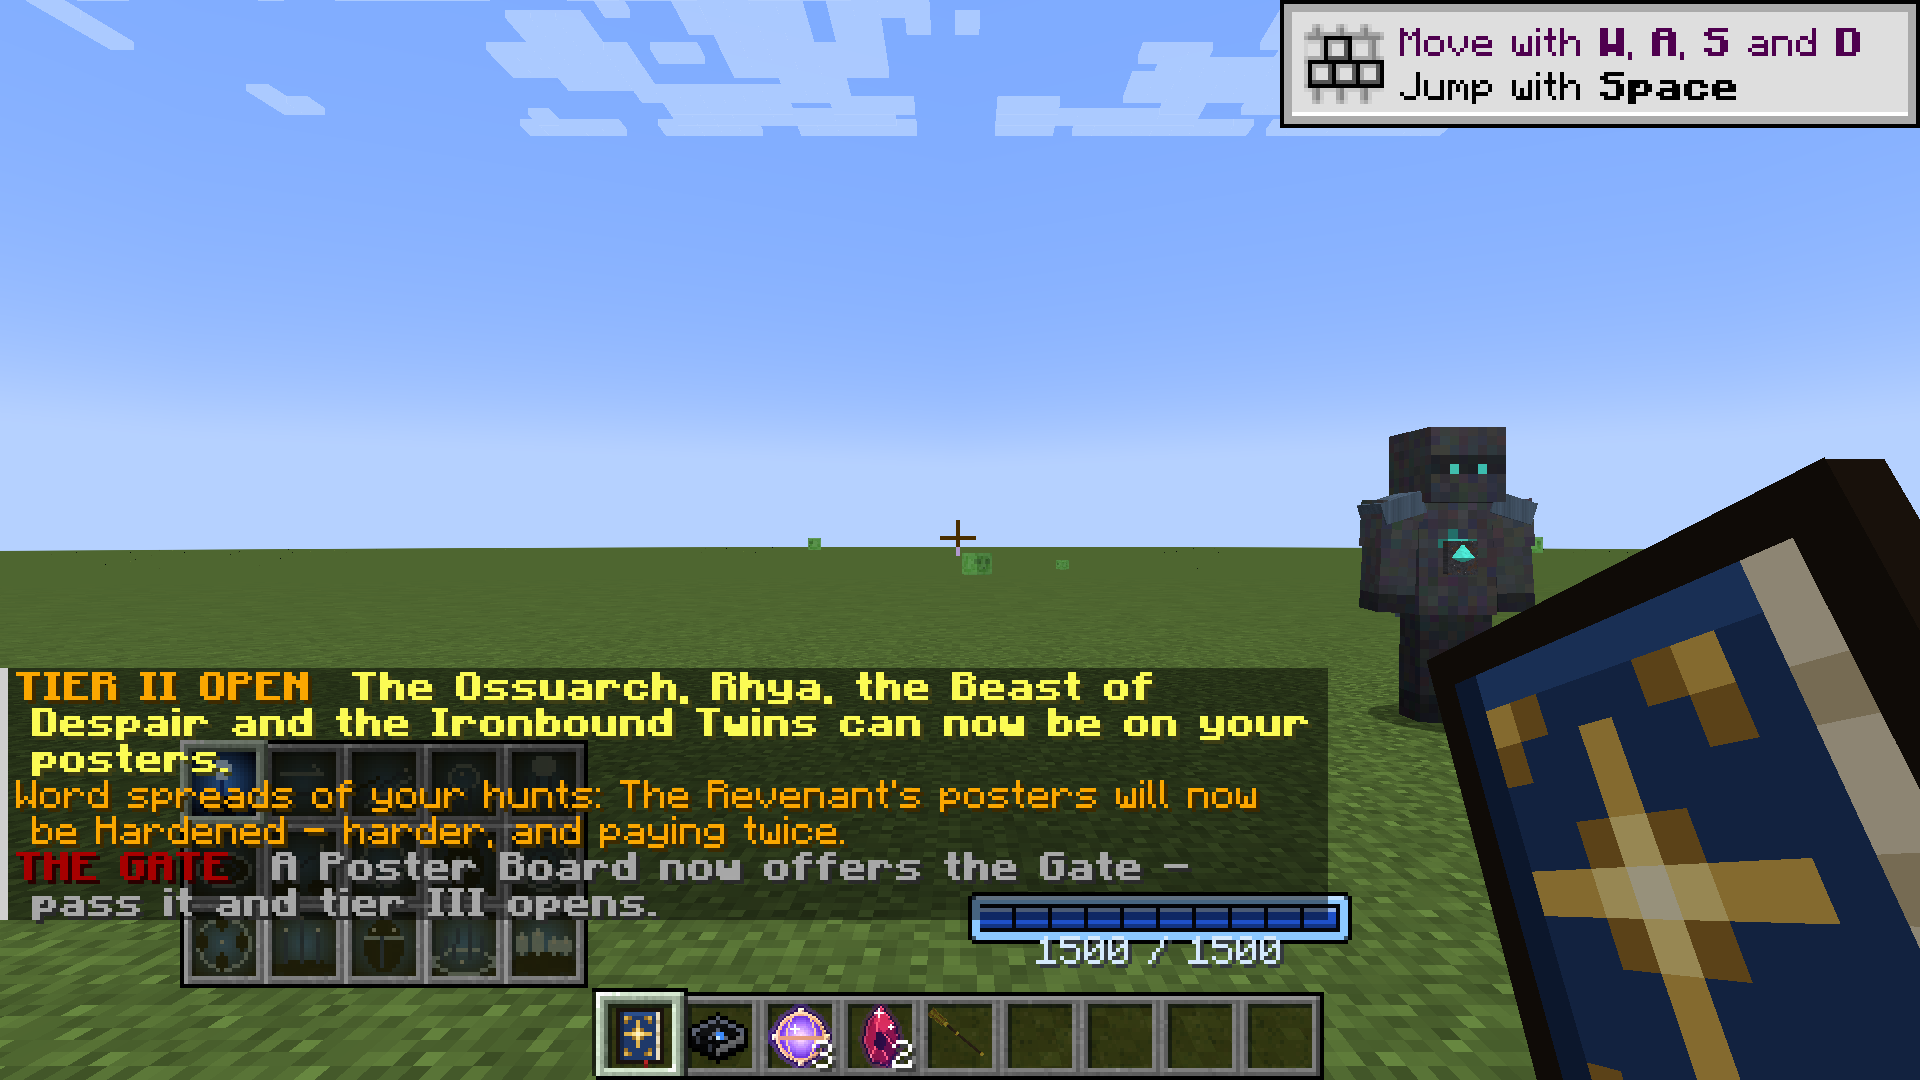 Move with W, A, S and D
Jump with Space
TIER II OPEN The Ossuarch, Rhya, the Beast of
Despair and the Ironbound Twins can now be on your
posters.
Word spreads of your hunts: The Revenant's posters will now
be Hardened – harder, and paying twice.
THE GATE A Poster Board now offers the Gate –
pass it and tier III opens.
1500 / 1500
3
2